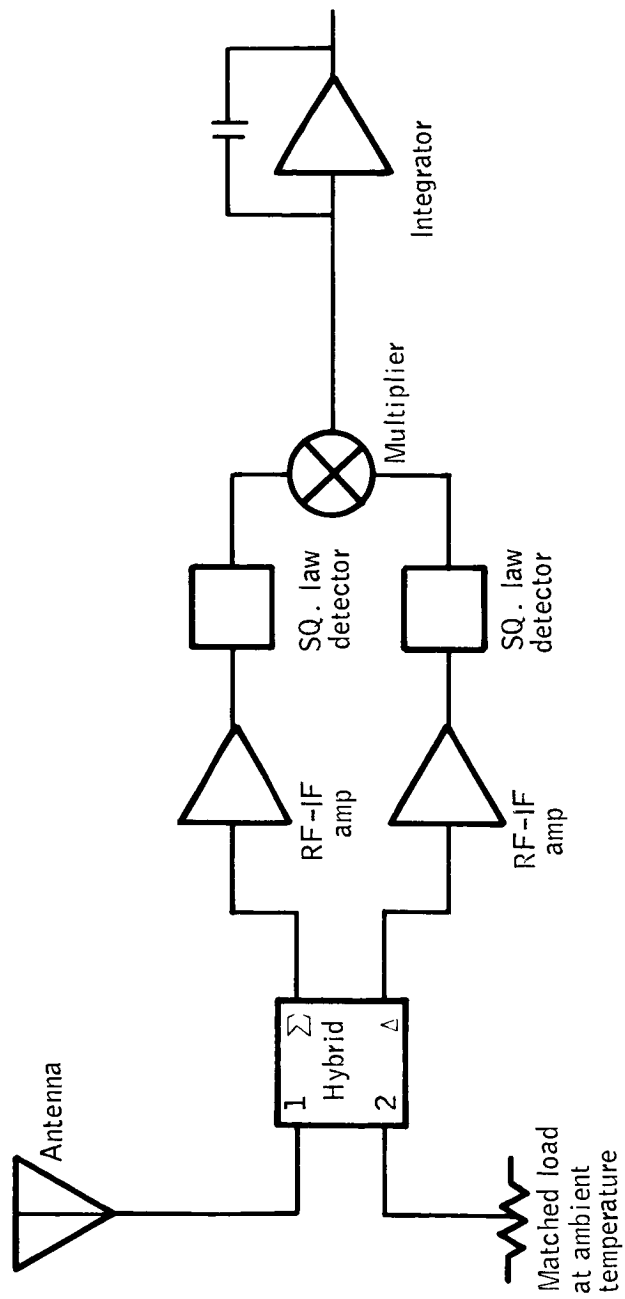 Antenna
1
Σ
Hybrid
2
Δ
Matched load
at ambient
temperature
RF-IF
amp
RF-IF
amp
SQ. law
detector
SQ. law
detector
Multiplier
Integrator